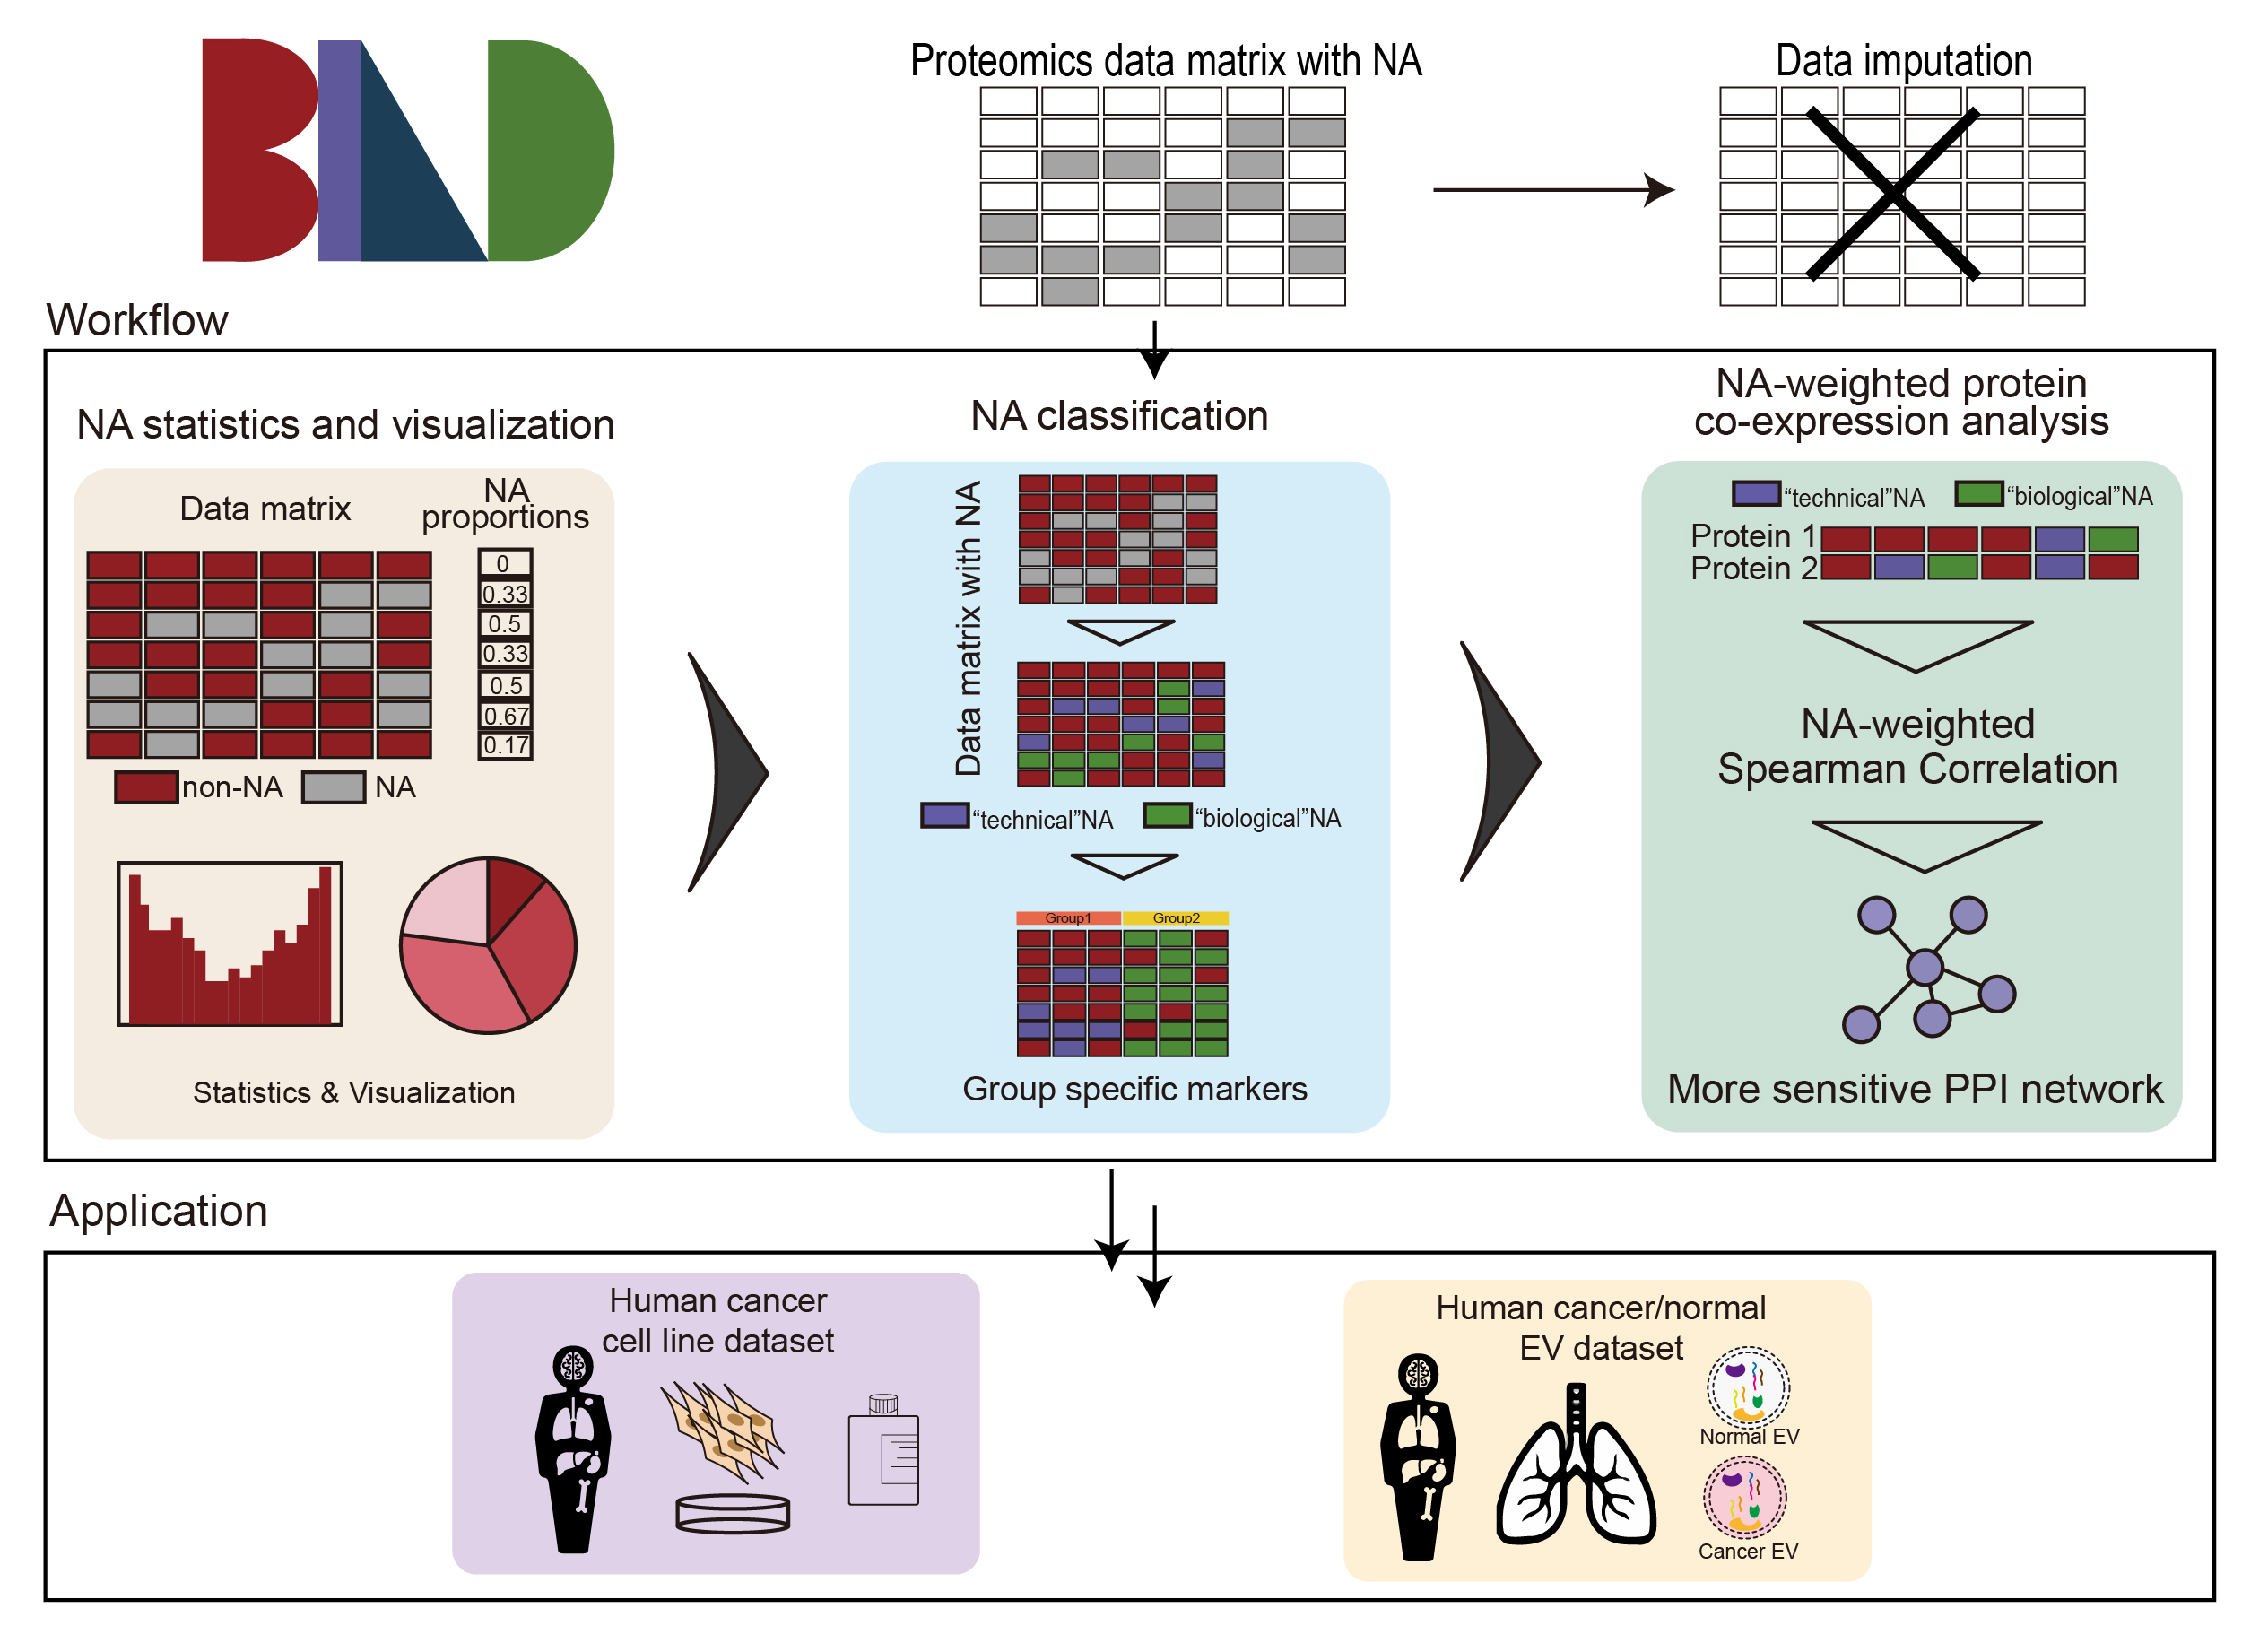 BIND
Proteomics data matrix with NA
Data imputation
Workflow
NA statistics and visualization
Data matrix
NA
proportions
0
0.33
0.5
0.33
0.5
0.67
0.17
non-NA
NA
Statistics & Visualization
NA classification
Data matrix with NA
“technical”NA
“biological”NA
Group1
Group2
Group specific markers
NA-weighted protein
co-expression analysis
“technical”NA
“biological”NA
Protein 1
Protein 2
NA-weighted
Spearman Correlation
More sensitive PPI network
Application
Human cancer
cell line dataset
Human cancer/normal
EV dataset
Normal EV
Cancer EV